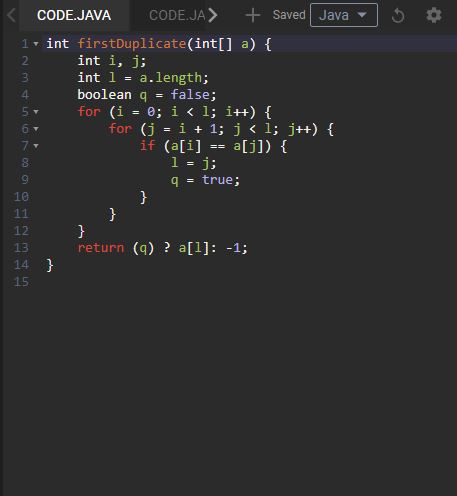 CODE.JAVA CODE.JA Saved Java
1 int firstDuplicate(int[] a) {
2     int i, j;
3     int l = a.length;
4     boolean q = false;
5     for (i = 0; i < l; i++) {
6         for (j = i + 1; j < l; j++) {
7             if (a[i] == a[j]) {
8                 l = j;
9                 q = true;
10             }
11         }
12     }
13     return (q) ? a[l]: -1;
14 }
15